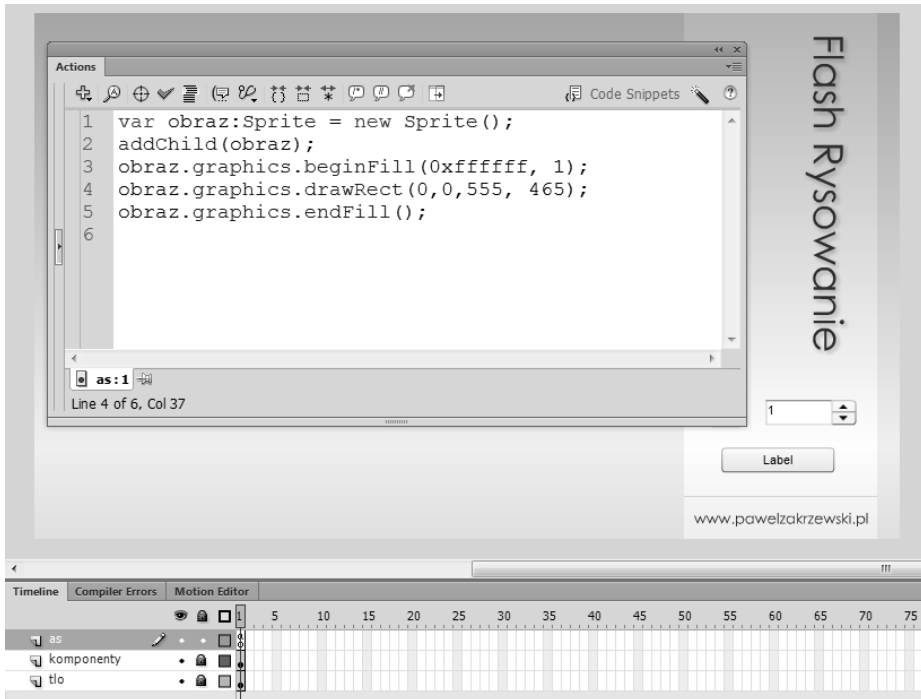 Actions
Code Snippets
1 var obraz:Sprite = new Sprite();
2 addChild(obraz);
3 obraz.graphics.beginFill(0xffffff, 1);
4 obraz.graphics.drawRect(0,0,555, 465);
5 obraz.graphics.endFill();
6
as:1
Line 4 of 6, Col 37
Flash Rysowanie
1
Label
www.pawelzakrzewski.pl
Timeline Compiler Errors Motion Editor
1 5 10 15 20 25 30 35 40 45 50 55 60 65 70 75
as
komponenty
tlo